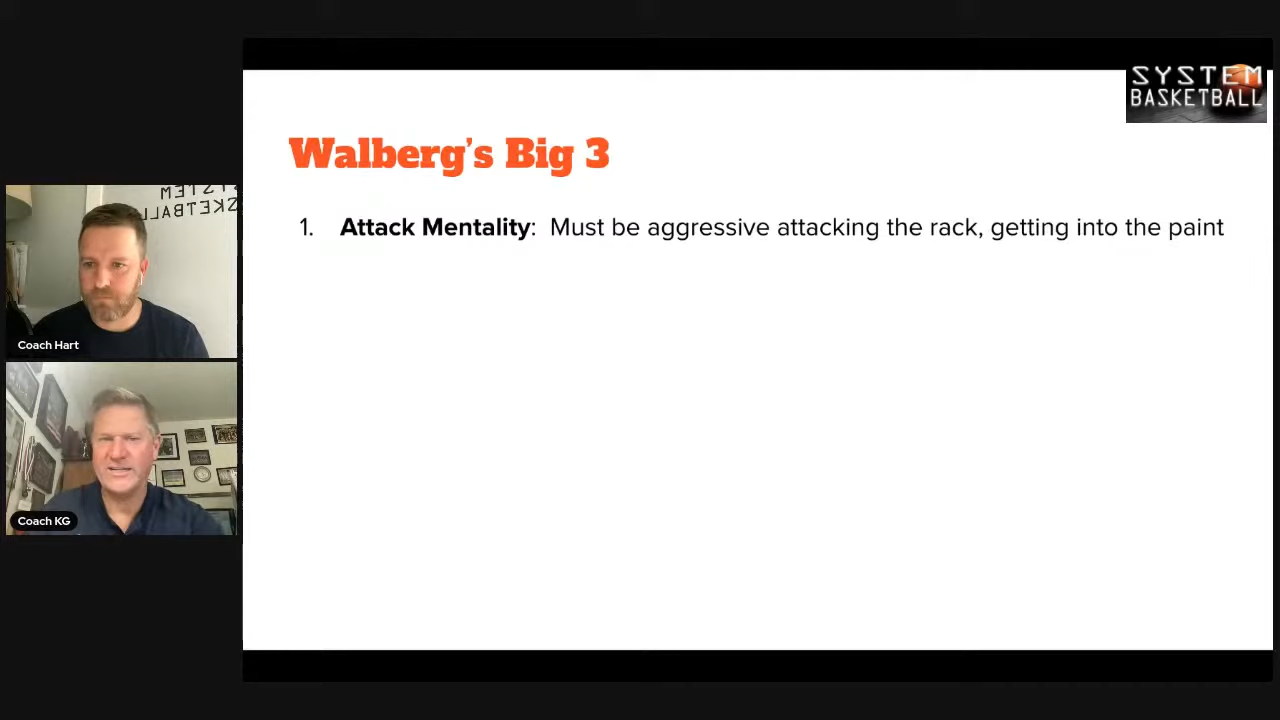 SYSTEM
BASKETBALL
Walberg's Big 3
1. Attack Mentality: Must be aggressive attacking the rack, getting into the paint
Coach Hart
Coach KG